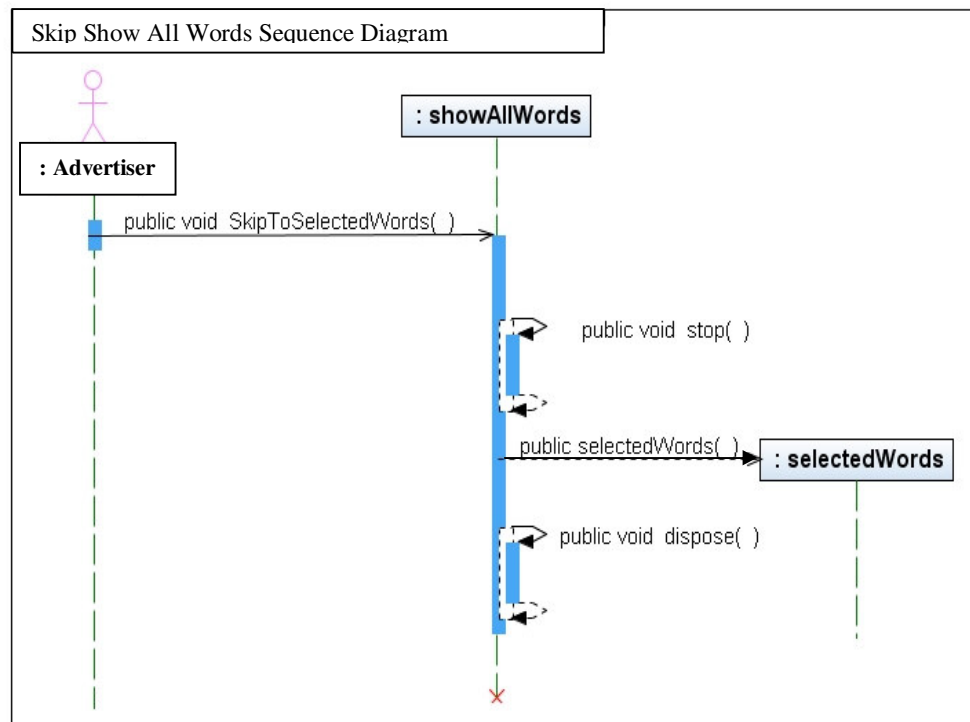 Skip Show All Words Sequence Diagram
: showAllWords
: Advertiser
public void SkipToSelectedWords( )
public void stop( )
public selectedWords( )
: selectedWords
public void dispose( )